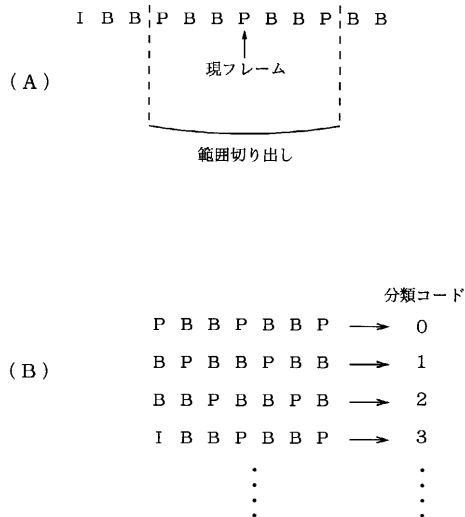 I B B P B B P B B P B B
現フレーム
(A)
範囲切り出し
分類コード
P B B P B B P → 0
B P B B P B B → 1
(B)
B B P B B P B → 2
I B B P B B P → 3